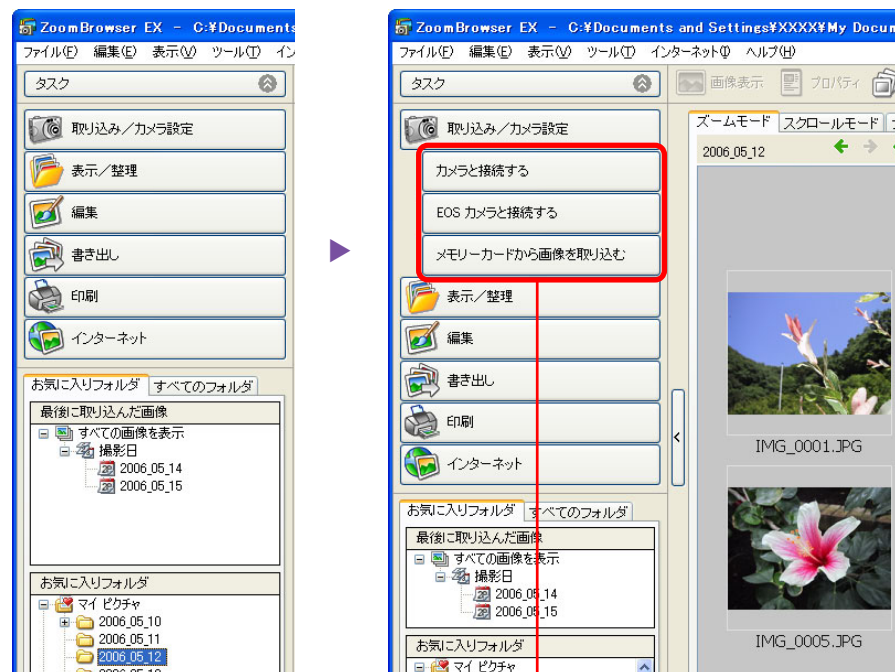 ZoomBrowser EX - C:¥Documents
ファイル(F) 編集(E) 表示(V) ツール(T) イン
タスク
取り込み／カメラ設定
表示／整理
編集
書き出し
印刷
インターネット
お気に入りフォルダ すべてのフォルダ
最後に取り込んだ画像
すべての画像を表示
撮影日
2006_05_14
2006_05_15
お気に入りフォルダ
マイ ピクチャ
2006_05_10
2006_05_11
2006_05_12
ZoomBrowser EX - C:¥Documents and Settings¥XXXX¥My Docum
ファイル(F) 編集(E) 表示(V) ツール(T) インターネット(I) ヘルプ(H)
タスク
画像表示 プロパティ
取り込み／カメラ設定
カメラと接続する
EOS カメラと接続する
メモリーカードから画像を取り込む
表示／整理
編集
書き出し
印刷
インターネット
お気に入りフォルダ すべてのフォルダ
最後に取り込んだ画像
すべての画像を表示
撮影日
2006_05_14
2006_05_15
お気に入りフォルダ
マイ ピクチャ
ズームモード スクロールモード
2006_05_12
IMG_0001.JPG
IMG_0005.JPG